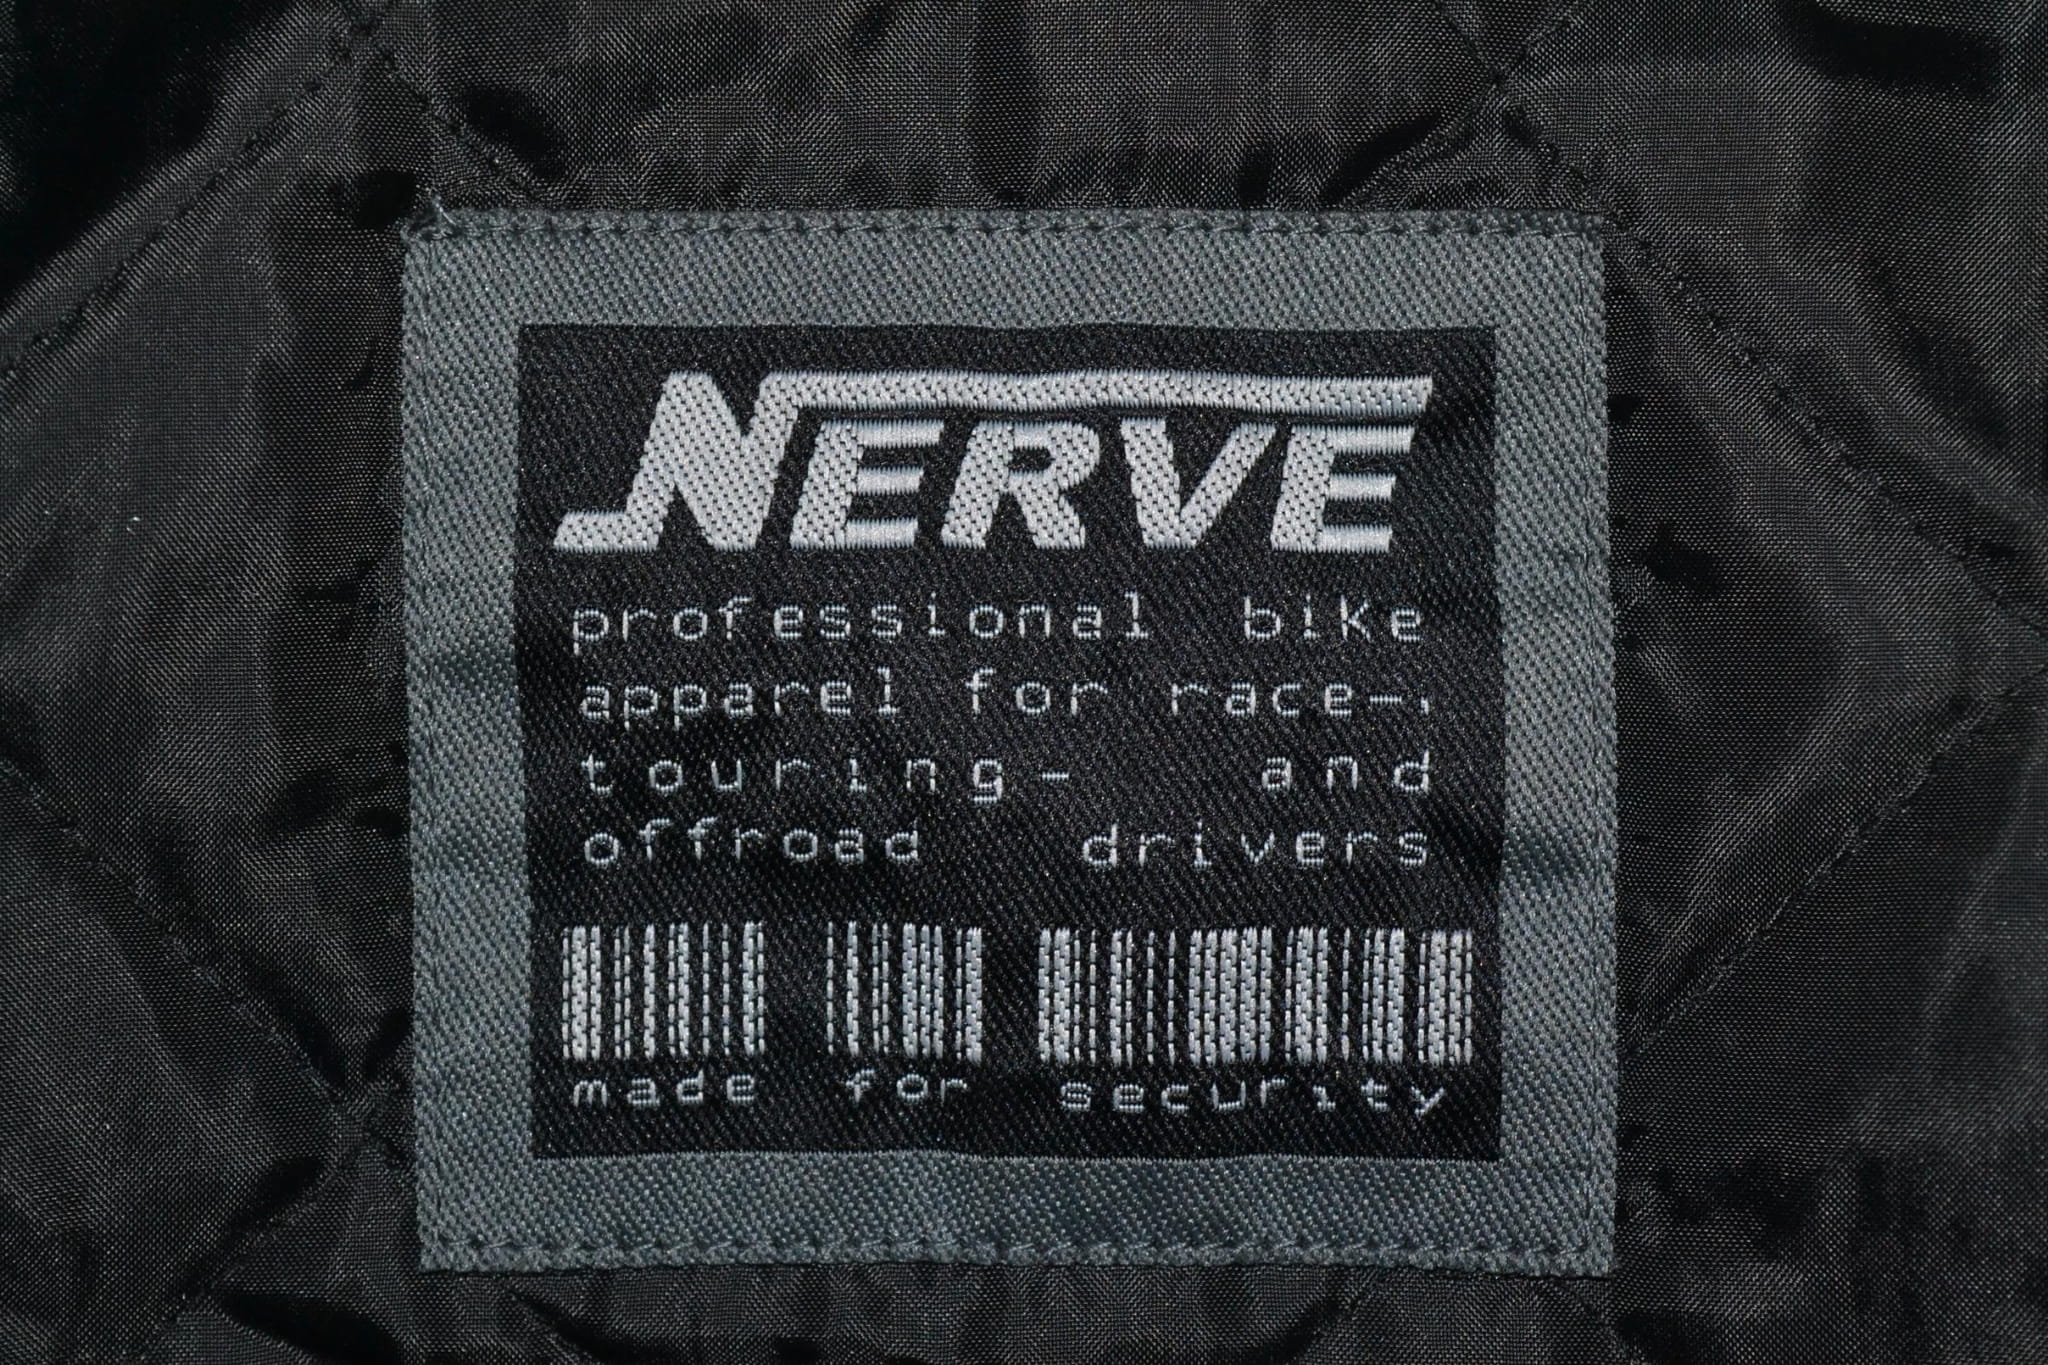 NERVE
professional bike
apparel for race-,
touring- and
offroad drivers
made for security